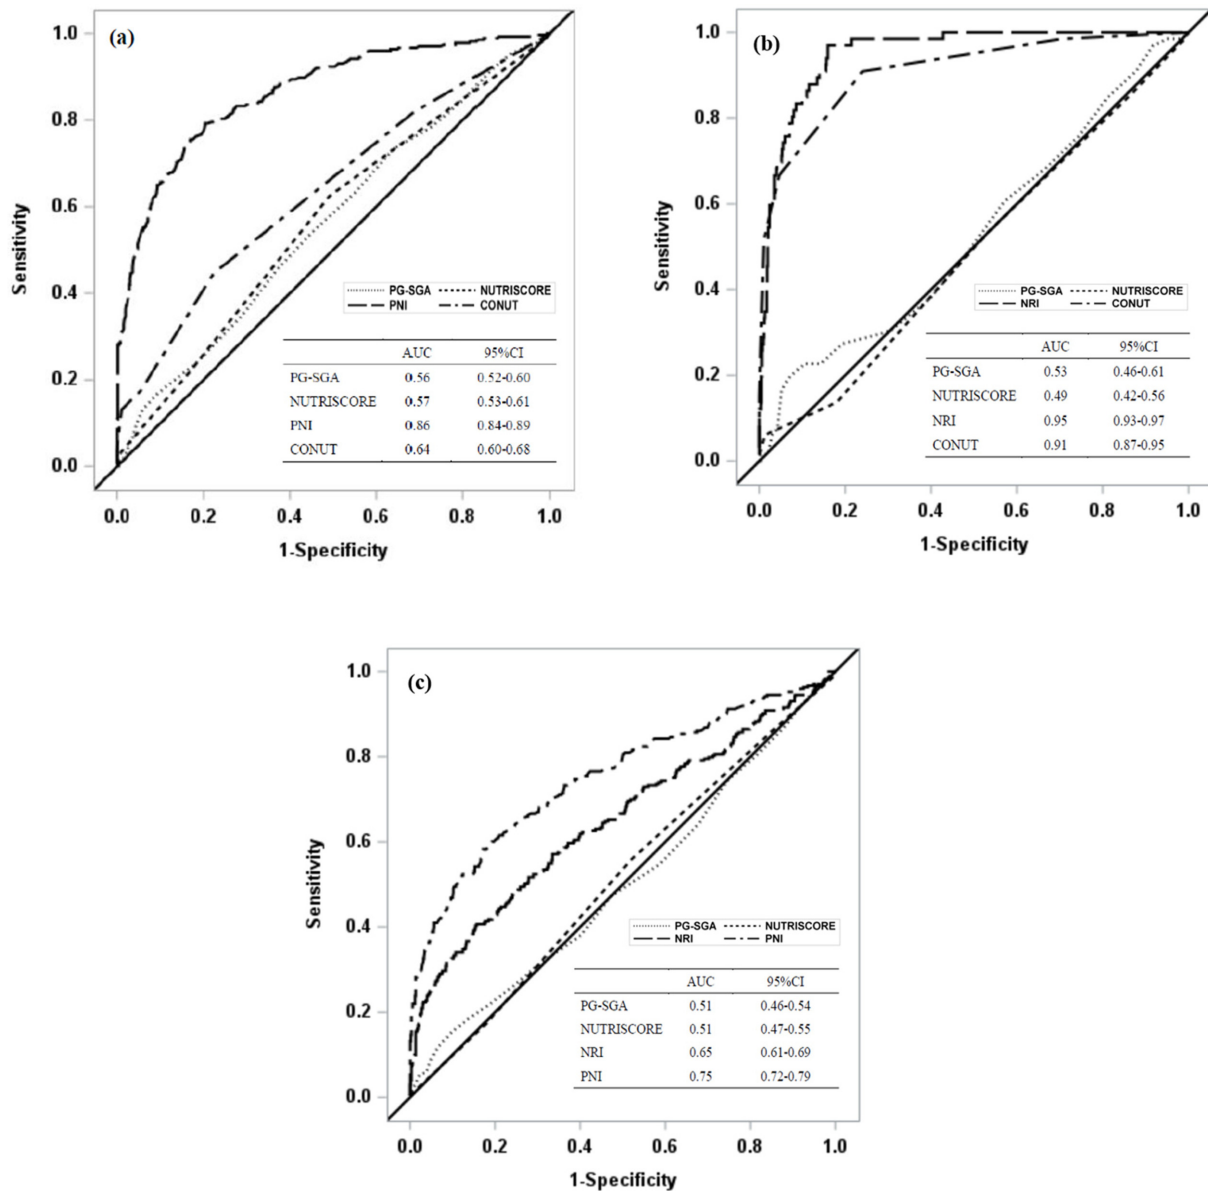 (a)
1.0
0.8
0.6
0.4
0.2
0.0
Sensitivity
PG-SGA NUTRISCORE
PNI CONUT
AUC 95%CI
PG-SGA 0.56 0.52-0.60
NUTRISCORE 0.57 0.53-0.61
PNI 0.86 0.84-0.89
CONUT 0.64 0.60-0.68
0.0 0.2 0.4 0.6 0.8 1.0
1-Specificity
(b)
1.0
0.8
0.6
0.4
0.2
0.0
Sensitivity
PG-SGA NUTRISCORE
NRI CONUT
AUC 95%CI
PG-SGA 0.53 0.46-0.61
NUTRISCORE 0.49 0.42-0.56
NRI 0.95 0.93-0.97
CONUT 0.91 0.87-0.95
0.0 0.2 0.4 0.6 0.8 1.0
1-Specificity
(c)
1.0
0.8
0.6
0.4
0.2
0.0
Sensitivity
PG-SGA NUTRISCORE
NRI PNI
AUC 95%CI
PG-SGA 0.51 0.46-0.54
NUTRISCORE 0.51 0.47-0.55
NRI 0.65 0.61-0.69
PNI 0.75 0.72-0.79
0.0 0.2 0.4 0.6 0.8 1.0
1-Specificity